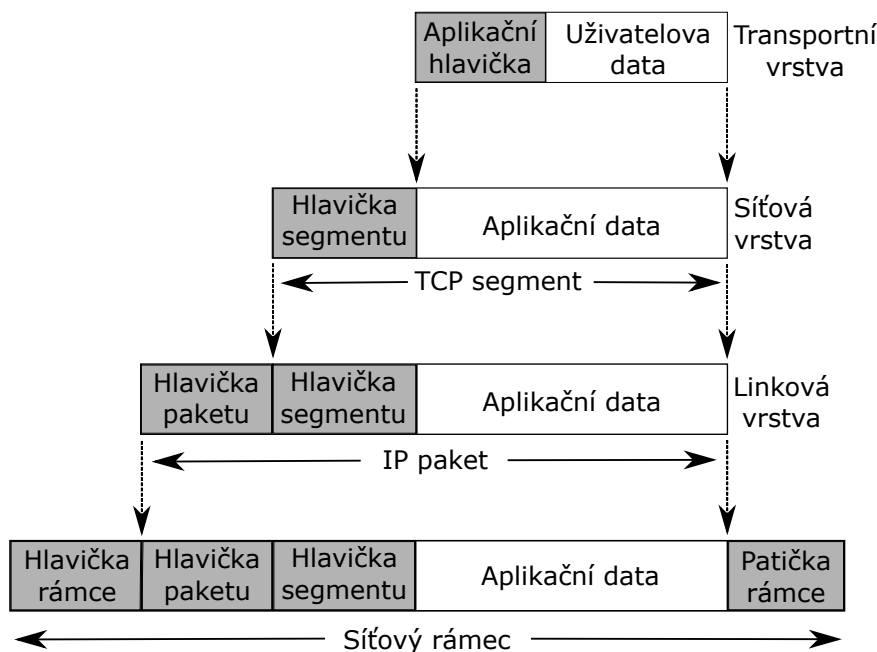 Aplikační
hlavička
Uživatelova
data
Transportní
vrstva
Hlavička
segmentu
Aplikační data
Síťová
vrstva
TCP segment
Hlavička
paketu
Hlavička
segmentu
Aplikační data
Linková
vrstva
IP paket
Hlavička
rámce
Hlavička
paketu
Hlavička
segmentu
Aplikační data
Patička
rámce
Síťový rámec